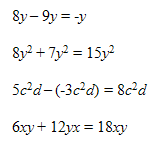 8y – 9y = -y
8y² + 7y² = 15y²
5c²d – (-3c²d) = 8c²d
6xy + 12yx = 18xy